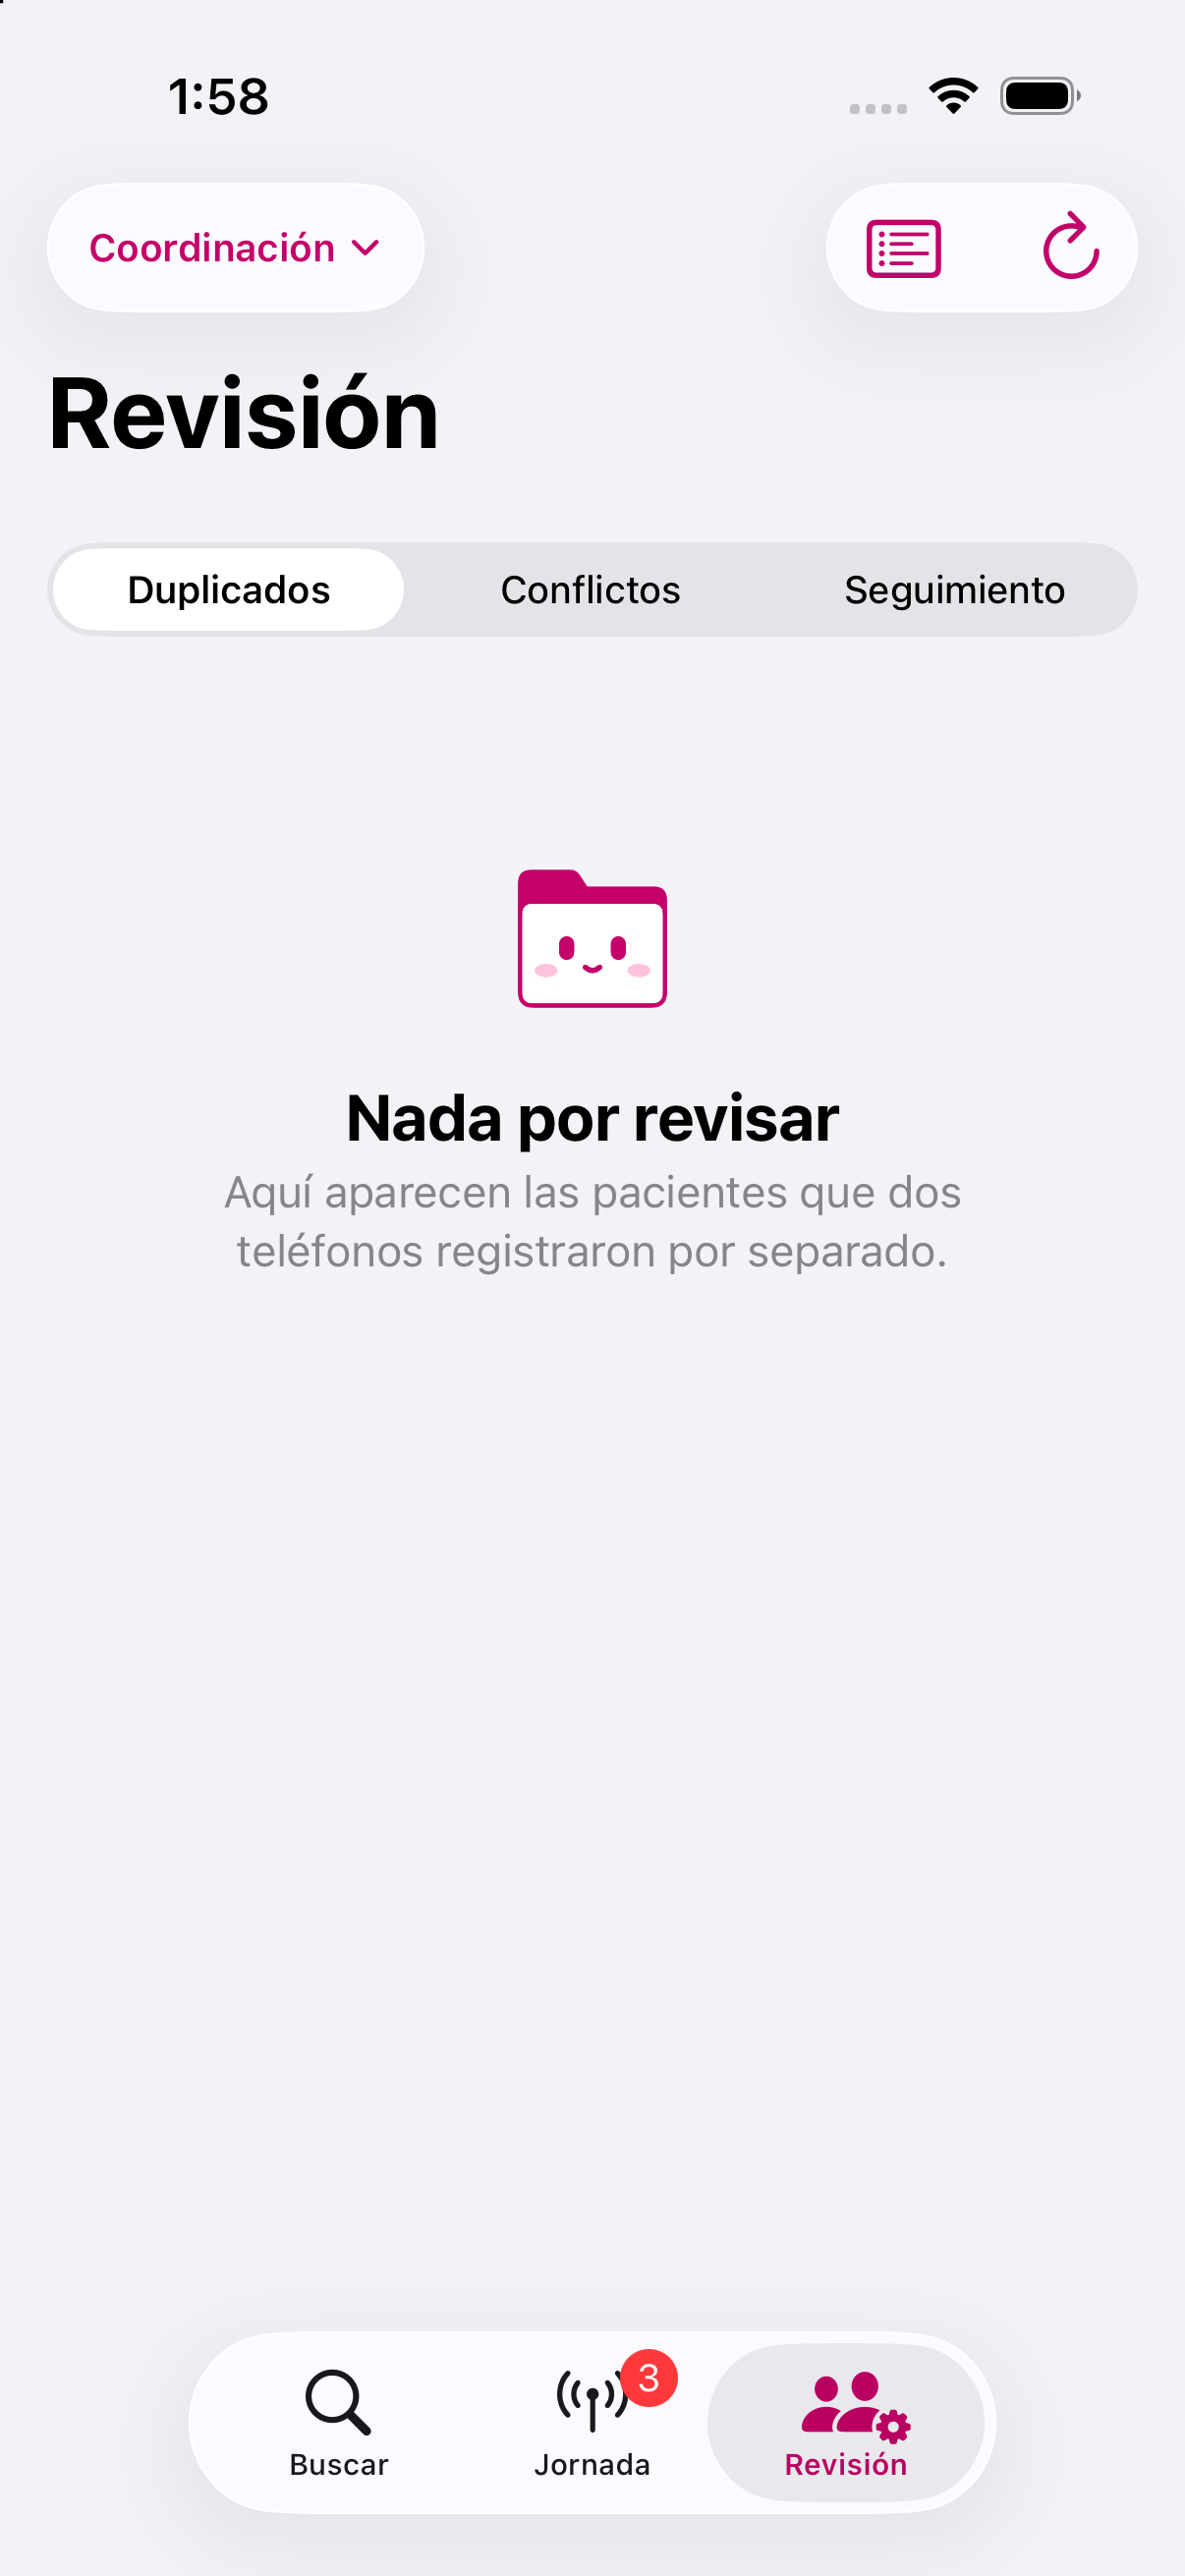 1:58
Coordinación
Revisión
Duplicados
Conflictos
Seguimiento
Nada por revisar
Aquí aparecen las pacientes que dos
teléfonos registraron por separado.
3
Buscar
Jornada
Revisión